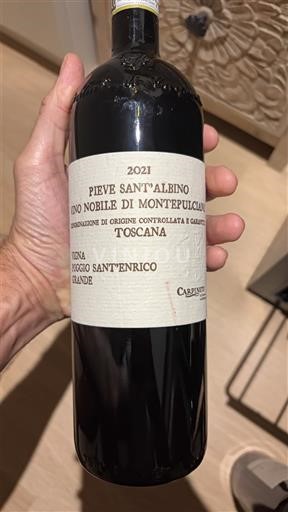 2021
PIEVE SANT'ALBINO
VINO NOBILE DI MONTEPULCIANO
DENOMINAZIONE DI ORIGINE CONTROLLATA E GARANTITA
TOSCANA
VIGNA
POGGIO SANT'ENRICO
GRANDE
CARPINETO